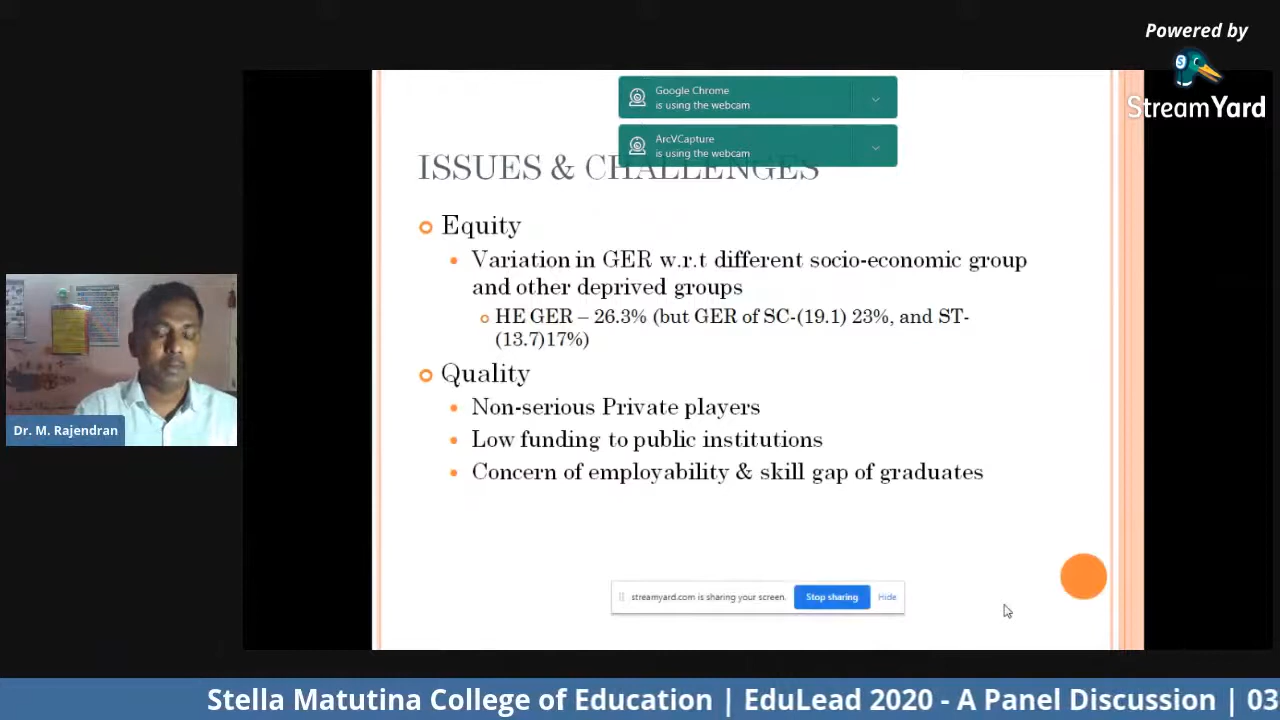 Powered by
StreamYard
Google Chrome
is using the webcam
ArcVCapture
is using the webcam
ISSUES & CHALLENGES
Equity
Variation in GER w.r.t different socio-economic group
and other deprived groups
HE GER – 26.3% (but GER of SC-(19.1) 23%, and ST-
(13.7)17%)
Quality
Non-serious Private players
Low funding to public institutions
Concern of employability & skill gap of graduates
Dr. M. Rajendran
streamyard.com is sharing your screen.
Stop sharing
Hide
Stella Matutina College of Education | EduLead 2020 - A Panel Discussion | 03